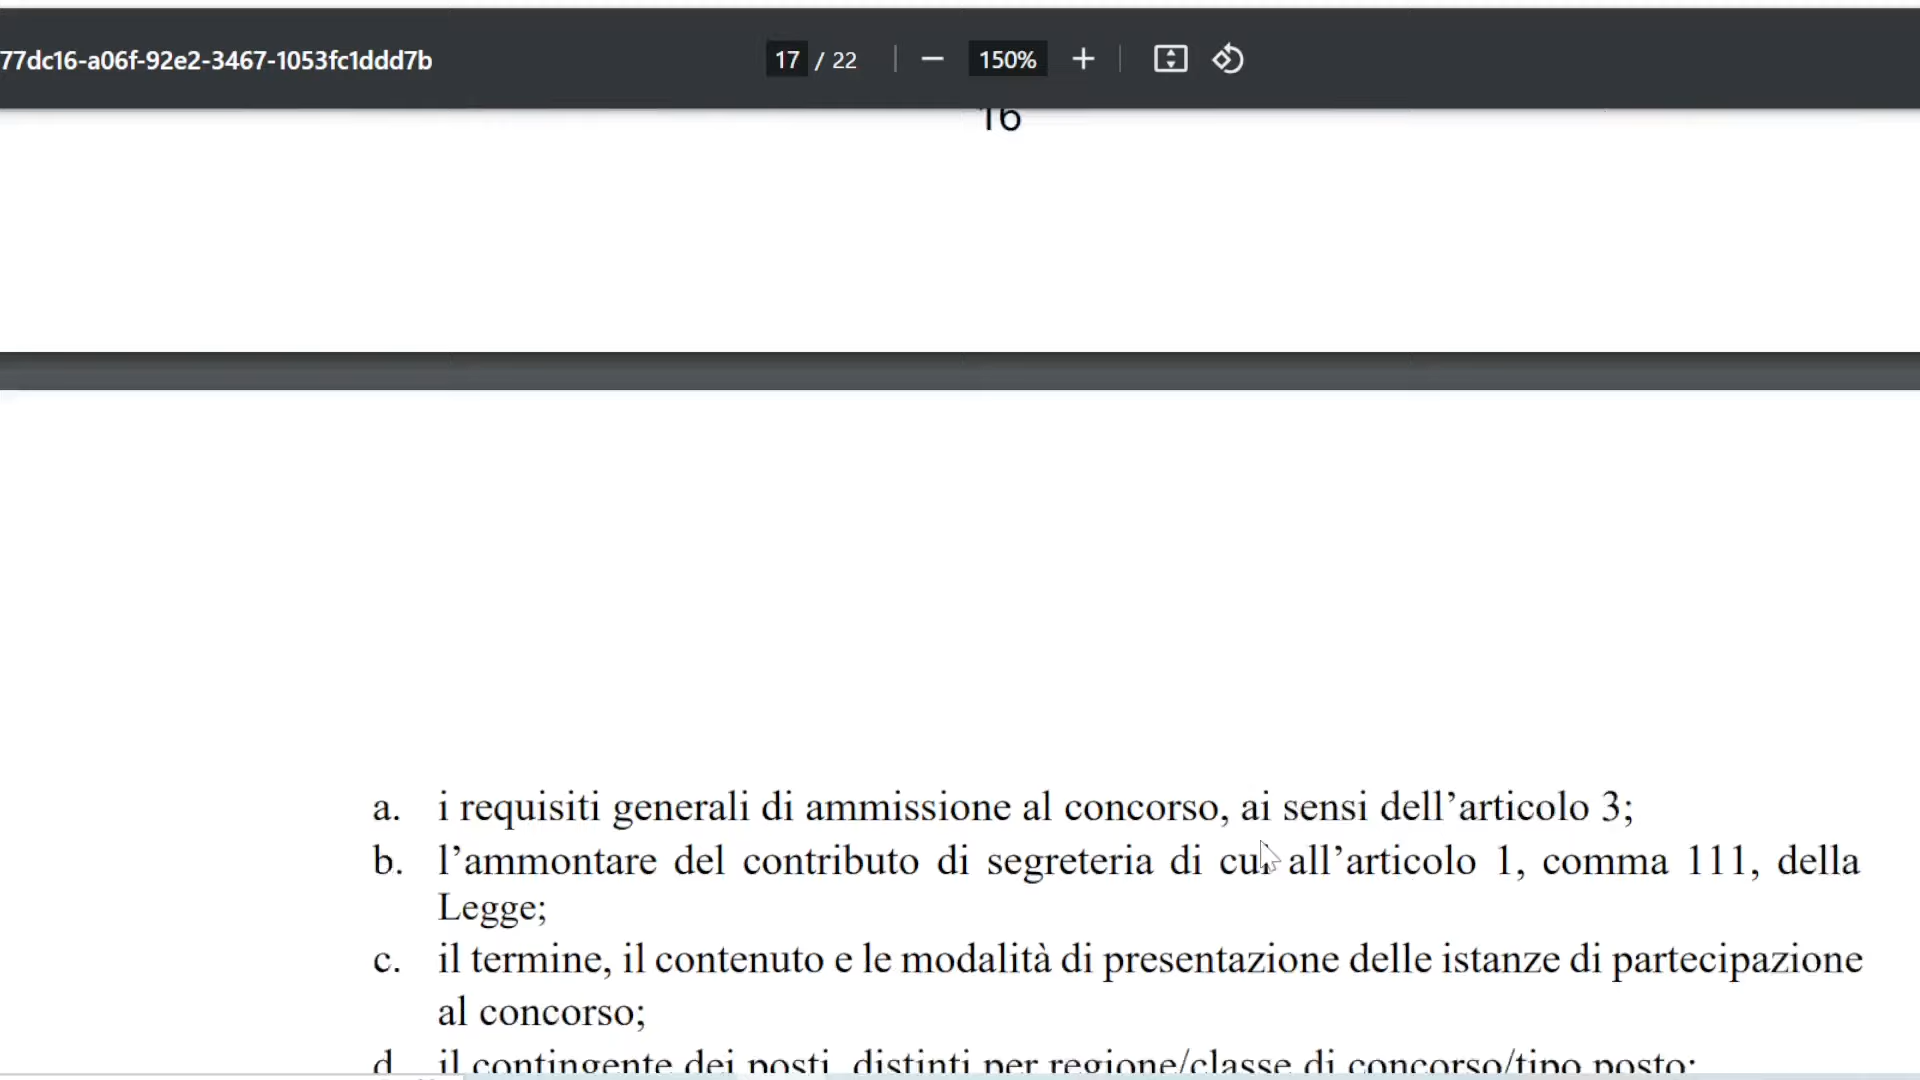 77dc16-a06f-92e2-3467-1053fc1ddd7b
17 / 22
150%
16
a. i requisiti generali di ammissione al concorso, ai sensi dell’articolo 3;
b. l’ammontare del contributo di segreteria di cui all’articolo 1, comma 111, della
Legge;
c. il termine, il contenuto e le modalità di presentazione delle istanze di partecipazione
al concorso;
d. il contingente dei posti, distinti per regione/classe di concorso/tipo posto;